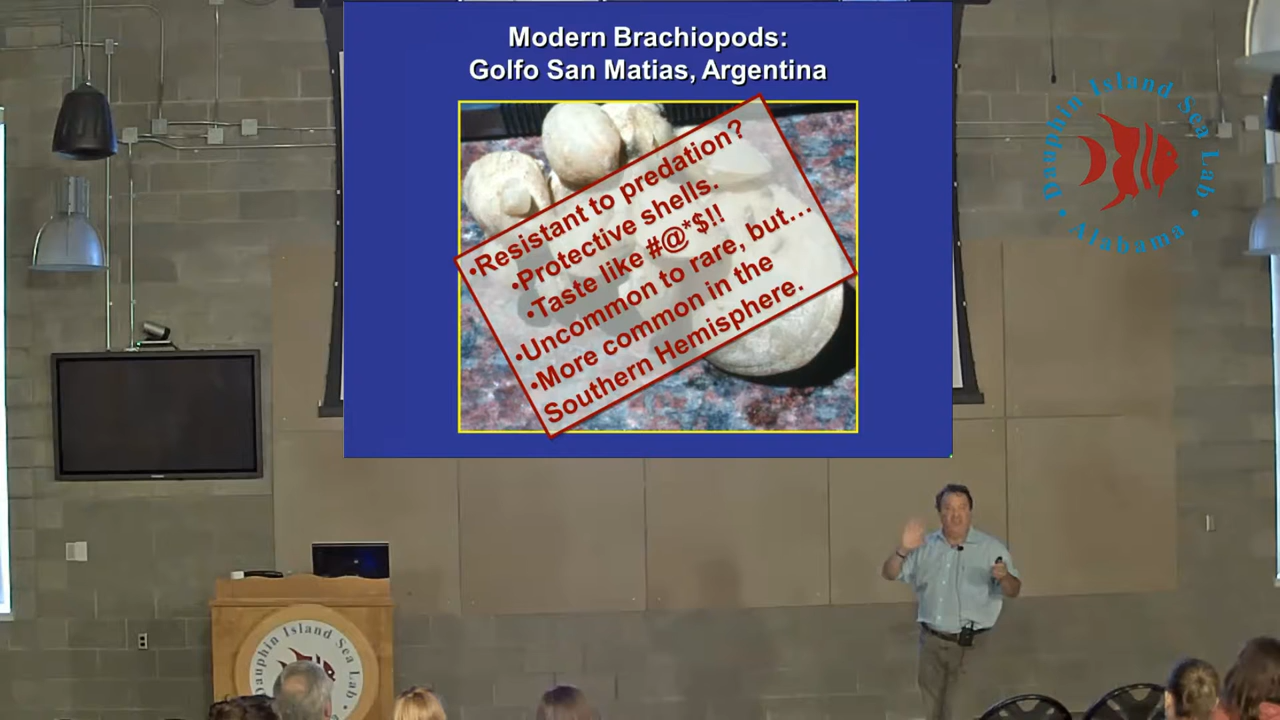 Modern Brachiopods:
Golfo San Matias, Argentina
•Resistant to predation?
•Protective shells.
•Taste like #@*$!!
•Uncommon to rare, but…
•More common in the
Southern Hemisphere.
Dauphin Island Sea Lab
• Alabama •
Dauphin Island Sea Lab